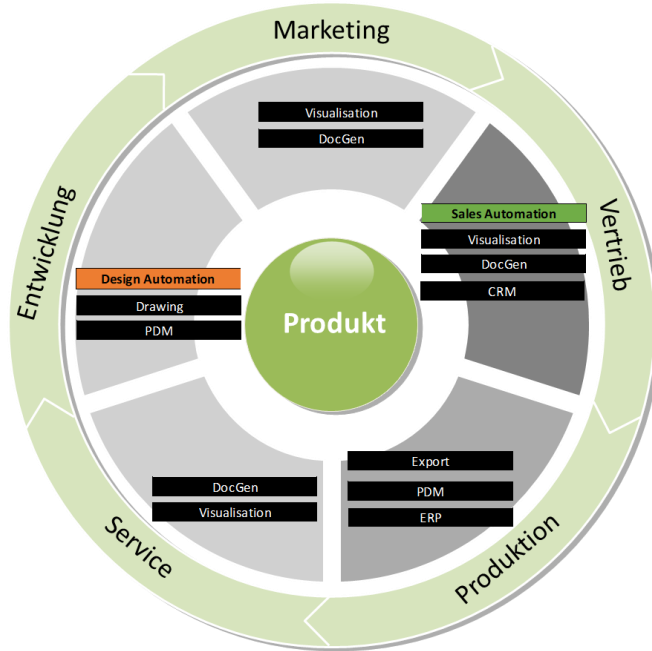 Marketing
Visualisation
DocGen
Vertrieb
Sales Automation
Visualisation
DocGen
CRM
Entwicklung
Design Automation
Drawing
PDM
Produkt
Export
PDM
ERP
Produktion
DocGen
Visualisation
Service